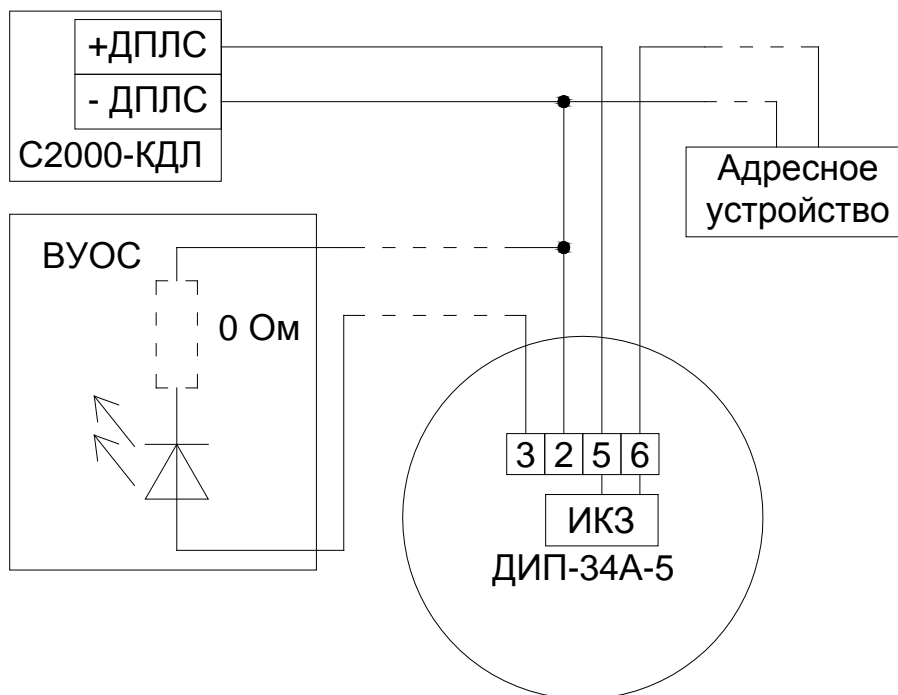 +ДПЛС
- ДПЛС
С2000-КДЛ
Адресное
устройство
ВУОС
0 Ом
3 2 5 6
ИКЗ
ДИП-34А-5